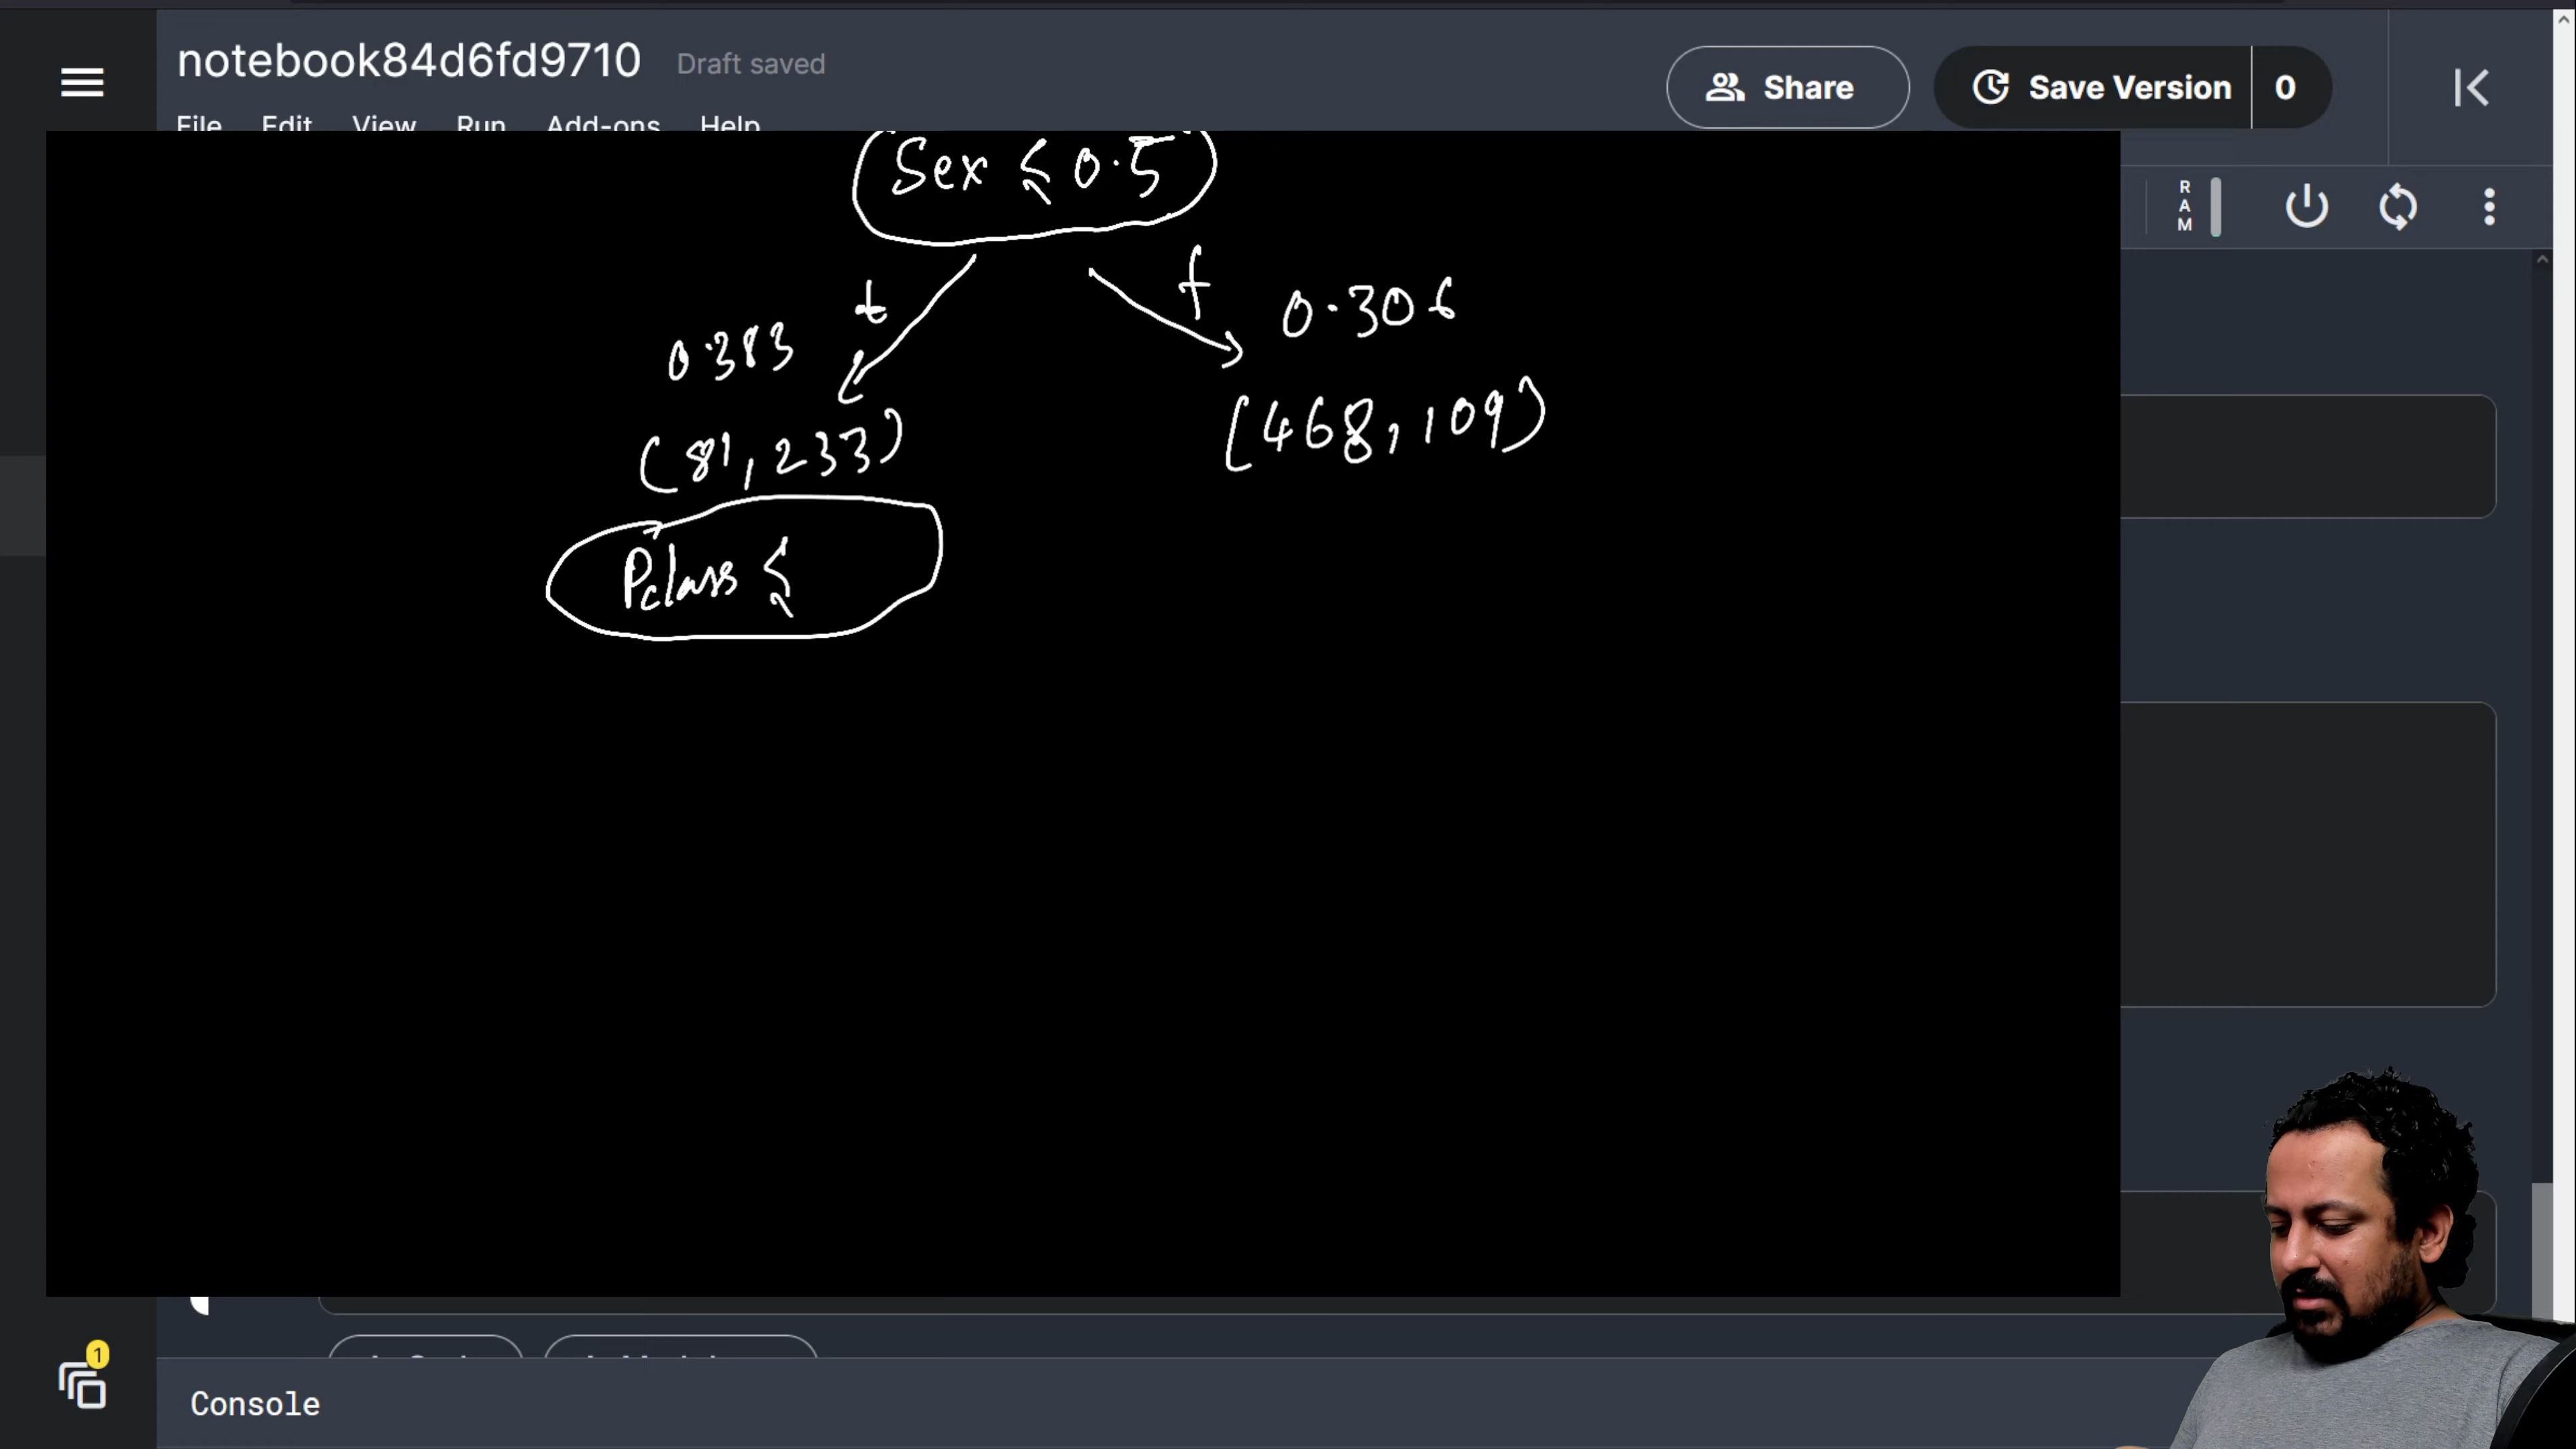 notebook84d6fd9710 Draft saved
Share
Save Version 0
File Edit View Run Add-ons Help
RAM
Sex ≤ 0.5
t
f
0.383
0.306
(81, 233)
(468, 109)
Pclass ≤
1
Console